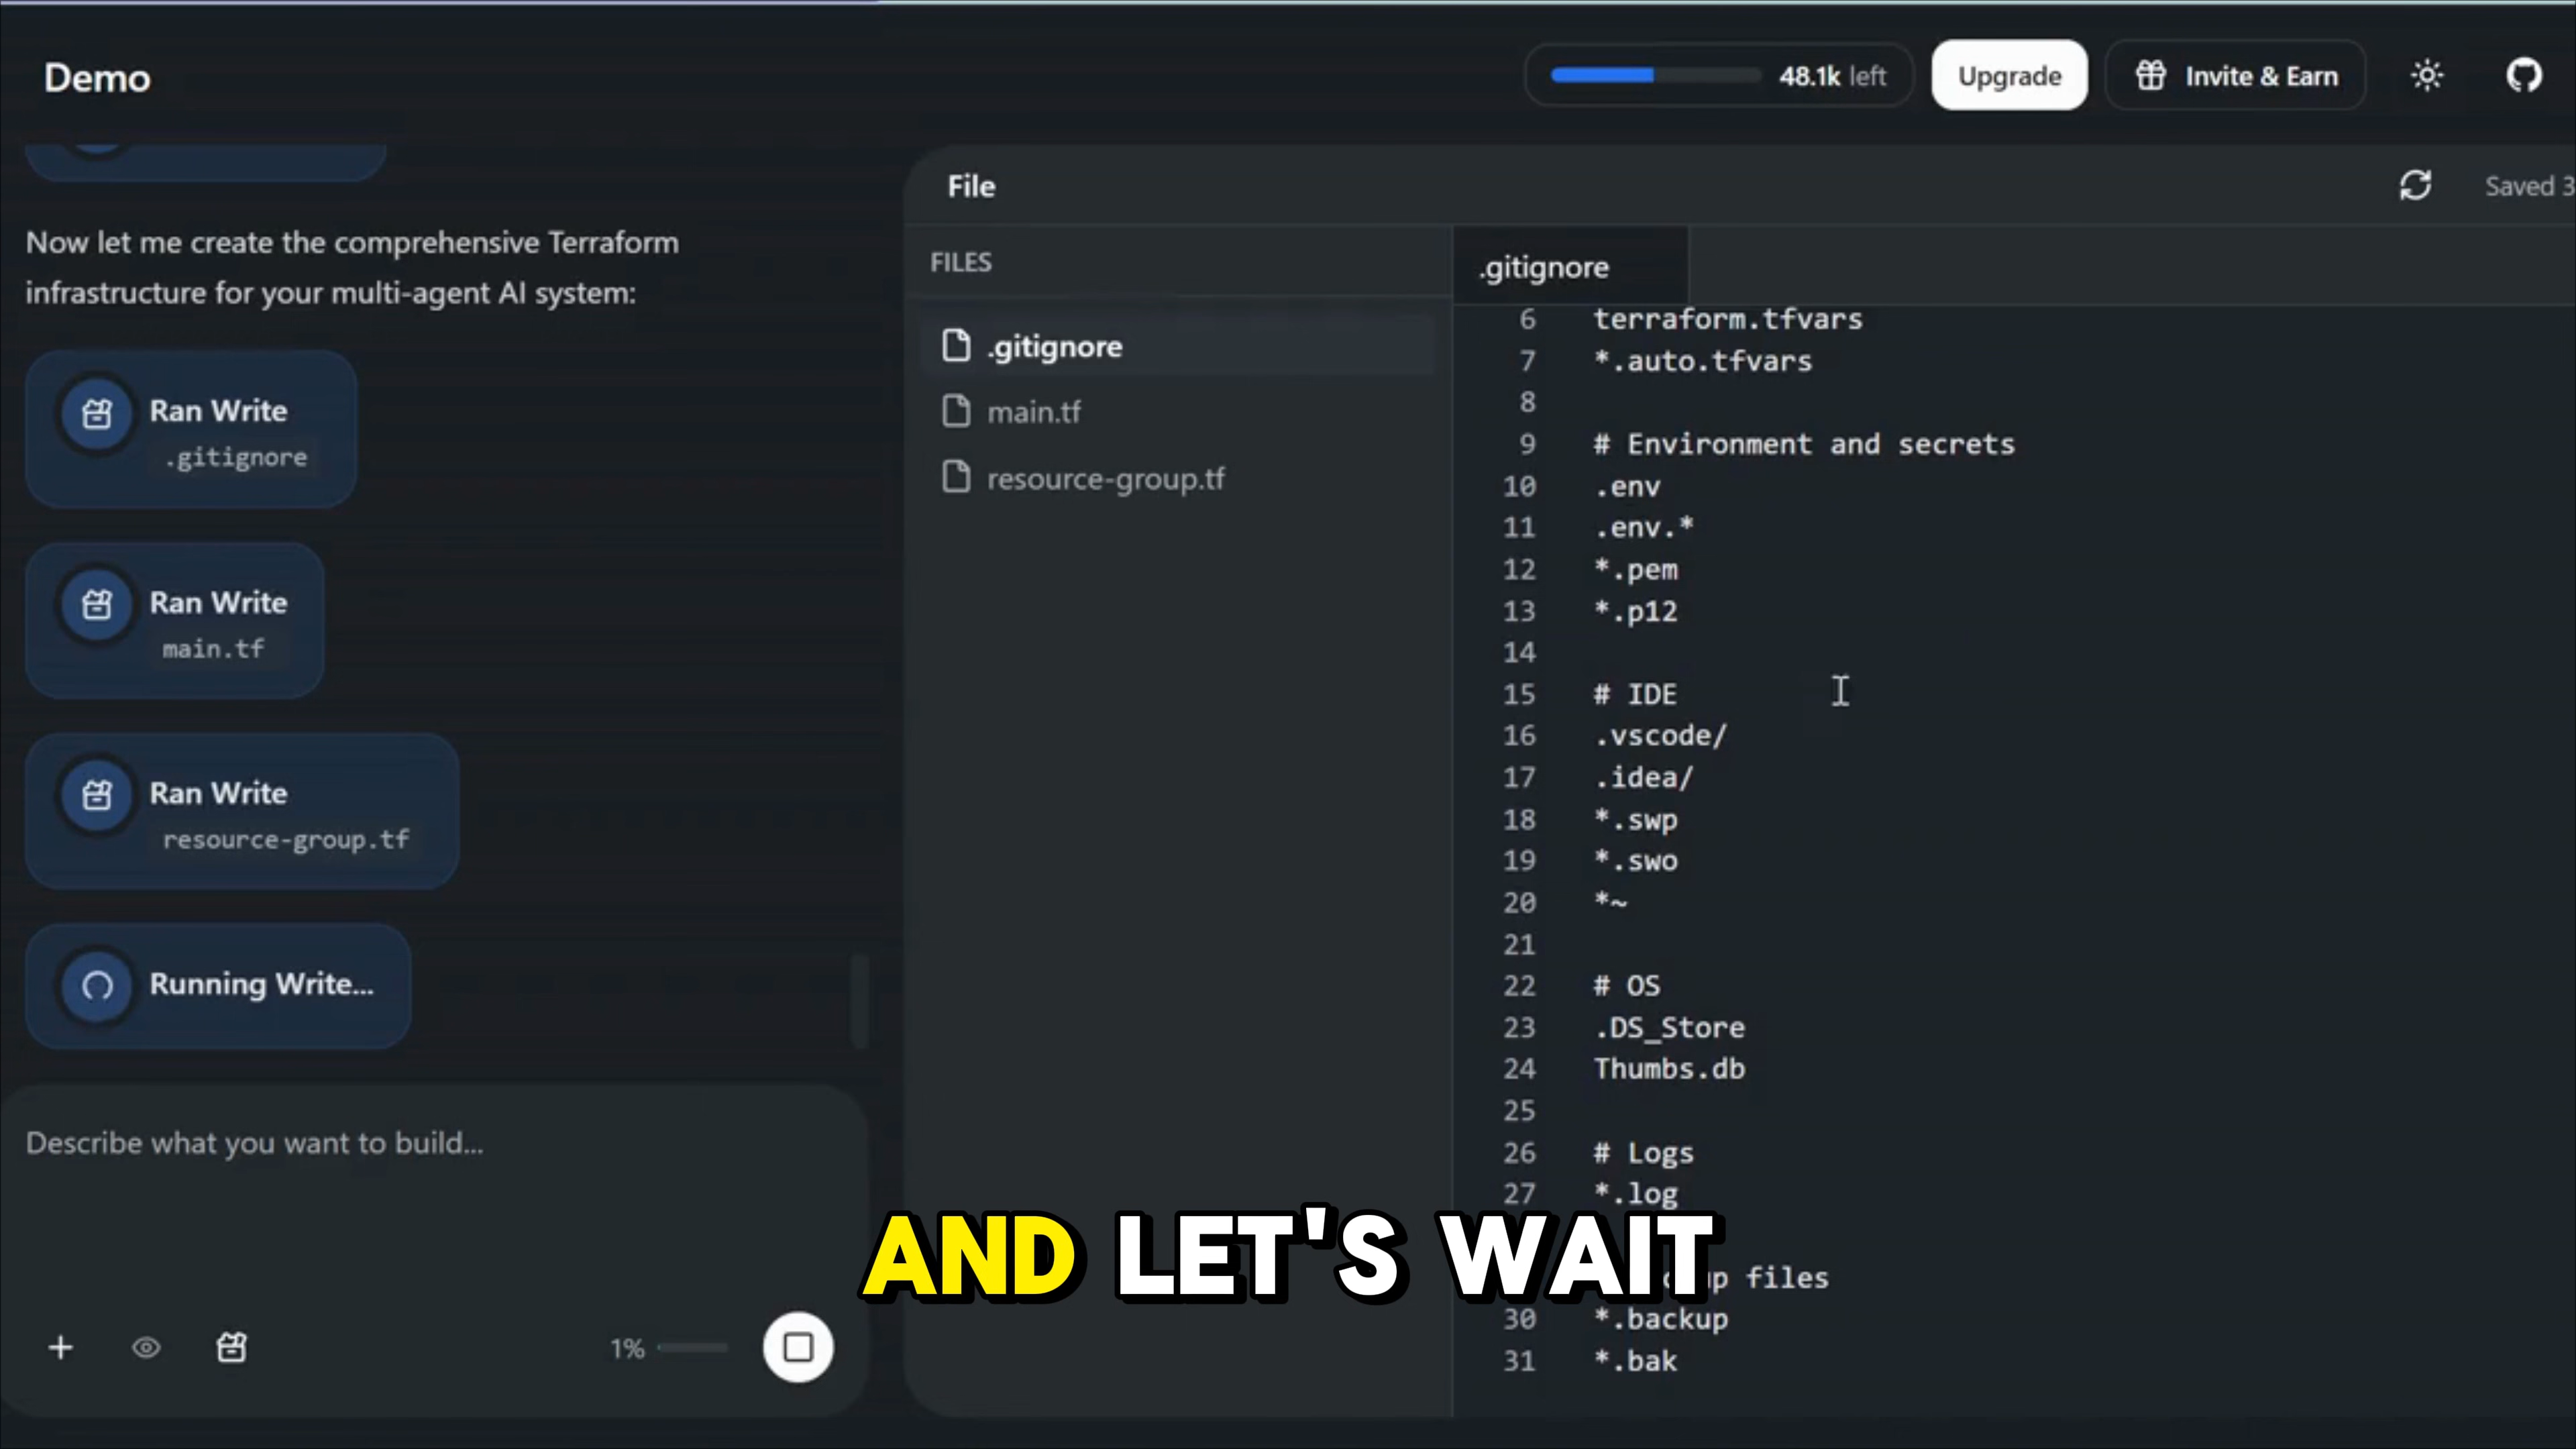 Demo
48.1k left
Upgrade
Invite & Earn
Now let me create the comprehensive Terraform
infrastructure for your multi-agent AI system:
Ran Write
.gitignore
Ran Write
main.tf
Ran Write
resource-group.tf
Running Write...
Describe what you want to build...
1%
File
Saved 3
FILES
.gitignore
main.tf
resource-group.tf
.gitignore
6 terraform.tfvars
7 *.auto.tfvars
8
9 # Environment and secrets
10 .env
11 .env.*
12 *.pem
13 *.p12
14
15 # IDE
16 .vscode/
17 .idea/
18 *.swp
19 *.swo
20 *~
21
22 # OS
23 .DS_Store
24 Thumbs.db
25
26 # Logs
27 *.log
files
30 *.backup
31 *.bak
AND LET'S WAIT